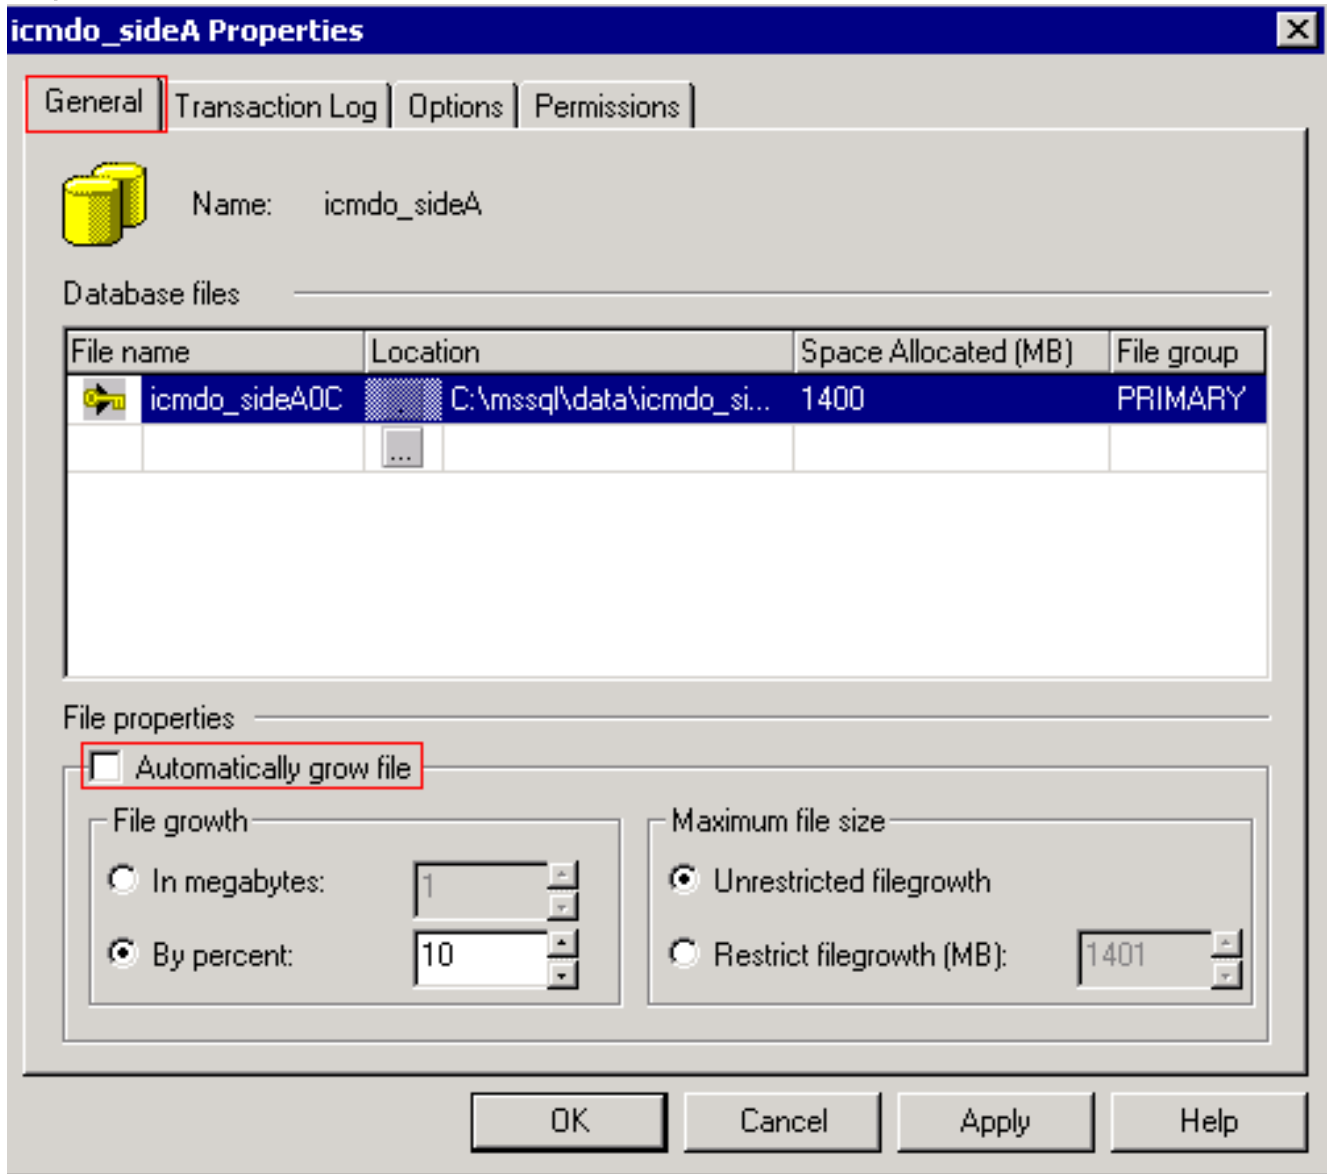 icmdo_sideA Properties
General Transaction Log Options Permissions
Name: icmdo_sideA
Database files
File name Location Space Allocated (MB) File group
icmdo_sideA0C . C:\mssql\data\icmdo_si... 1400 PRIMARY
...
File properties
Automatically grow file
File growth Maximum file size
In megabytes: 1 Unrestricted filegrowth
By percent: 10 Restrict filegrowth (MB): 1401
OK Cancel Apply Help